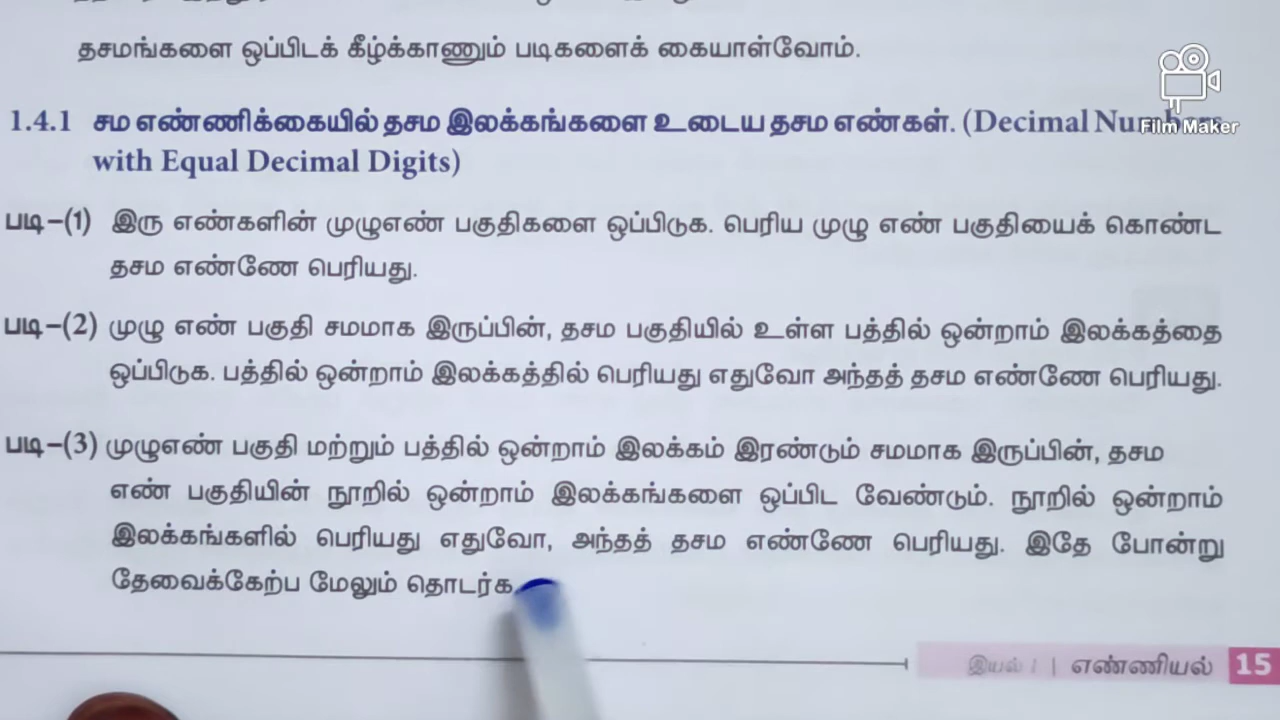 தசமங்களை ஒப்பிடக் கீழ்க்காணும் படிகளைக் கையாள்வோம்.
Film Maker
1.4.1 சம எண்ணிக்கையில் தசம இலக்கங்களை உடைய தசம எண்கள். (Decimal
with Equal Decimal Digits)
படி–(1) இரு எண்களின் முழுஎண் பகுதிகளை ஒப்பிடுக. பெரிய முழு எண் பகுதியைக் கொண்ட
தசம எண்ணே பெரியது.
படி–(2) முழு எண் பகுதி சமமாக இருப்பின், தசம பகுதியில் உள்ள பத்தில் ஒன்றாம் இலக்கத்தை
ஒப்பிடுக. பத்தில் ஒன்றாம் இலக்கத்தில் பெரியது எதுவோ அந்தத் தசம எண்ணே பெரியது.
படி–(3) முழுஎண் பகுதி மற்றும் பத்தில் ஒன்றாம் இலக்கம் இரண்டும் சமமாக இருப்பின், தசம
எண் பகுதியின் நூறில் ஒன்றாம் இலக்கங்களை ஒப்பிட வேண்டும். நூறில் ஒன்றாம்
இலக்கங்களில் பெரியது எதுவோ, அந்தத் தசம எண்ணே பெரியது. இதே போன்று
தேவைக்கேற்ப மேலும் தொடர்க
இயல் 1 | எண்ணியல் 15